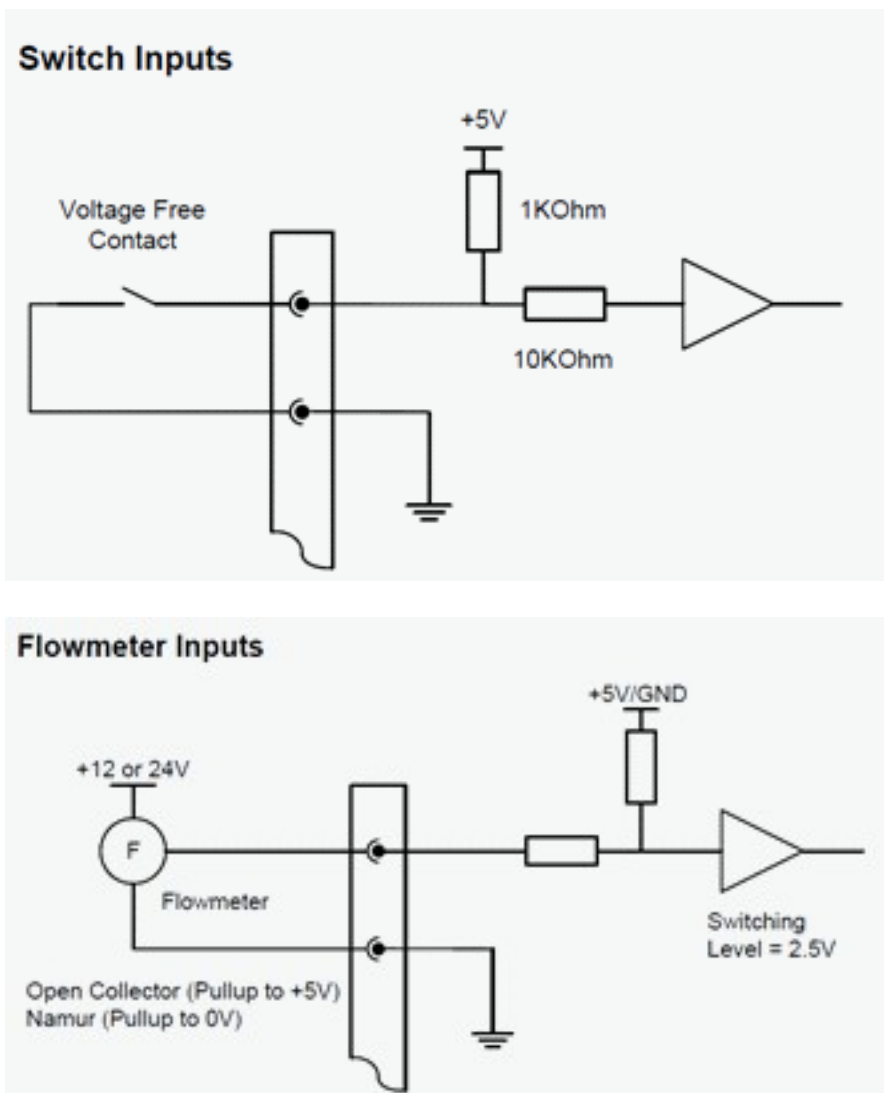 Switch Inputs
+5V
Voltage Free
Contact
1KOhm
10KOhm
Flowmeter Inputs
+5V/GND
+12 or 24V
F
Flowmeter
Switching
Level = 2.5V
Open Collector (Pullup to +5V)
Namur (Pullup to 0V)